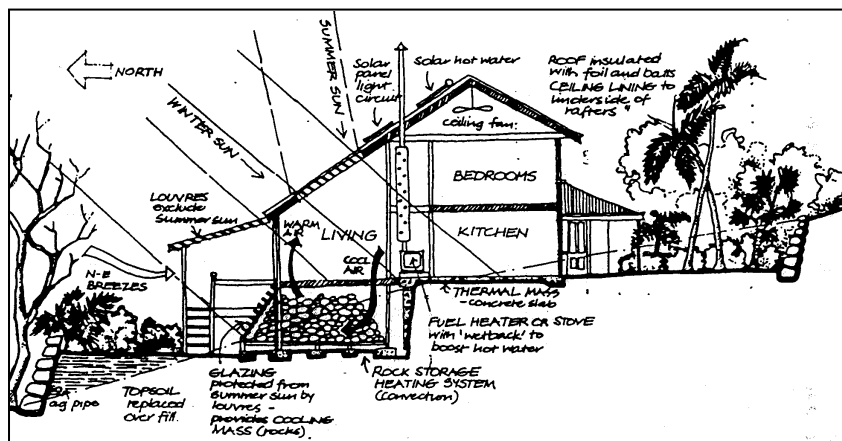 NORTH
SUMMER SUN
WINTER SUN
Solar
panel
light
circuit
Solar hot water
ROOF insulated
with foil and batts
CEILING LINING to
underside of
rafters "
ceiling fan.
BEDROOMS
LOUVRES
exclude
Summer sun
WARM
AIR
LIVING
KITCHEN
COOL
AIR
N-E
BREEZES
THERMAL MASS
- concrete slab
FUEL HEATER OR STOVE
with 'wetback' to
boost hot water
ag pipe
TOPSOIL
replaced
over fill.
GLAZING
protected from
summer sun by
louvres -
provides COOLING
MASS (rocks).
ROCK STORAGE
HEATING SYSTEM
(Convection)